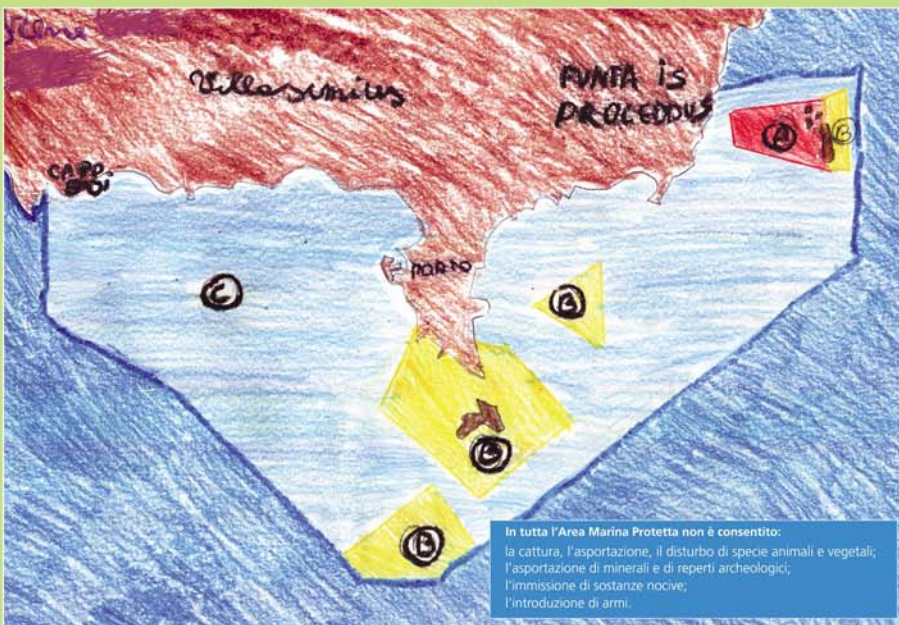 Villasimius
PUNTA iS
PROCEDDUS
CAPO
BOI
A
B
PORTO
C
B
B
B
In tutta l'Area Marina Protetta non è consentito:
la cattura, l'asportazione, il disturbo di specie animali e vegetali;
l'asportazione di minerali e di reperti archeologici;
l'immissione di sostanze nocive;
l'introduzione di armi.